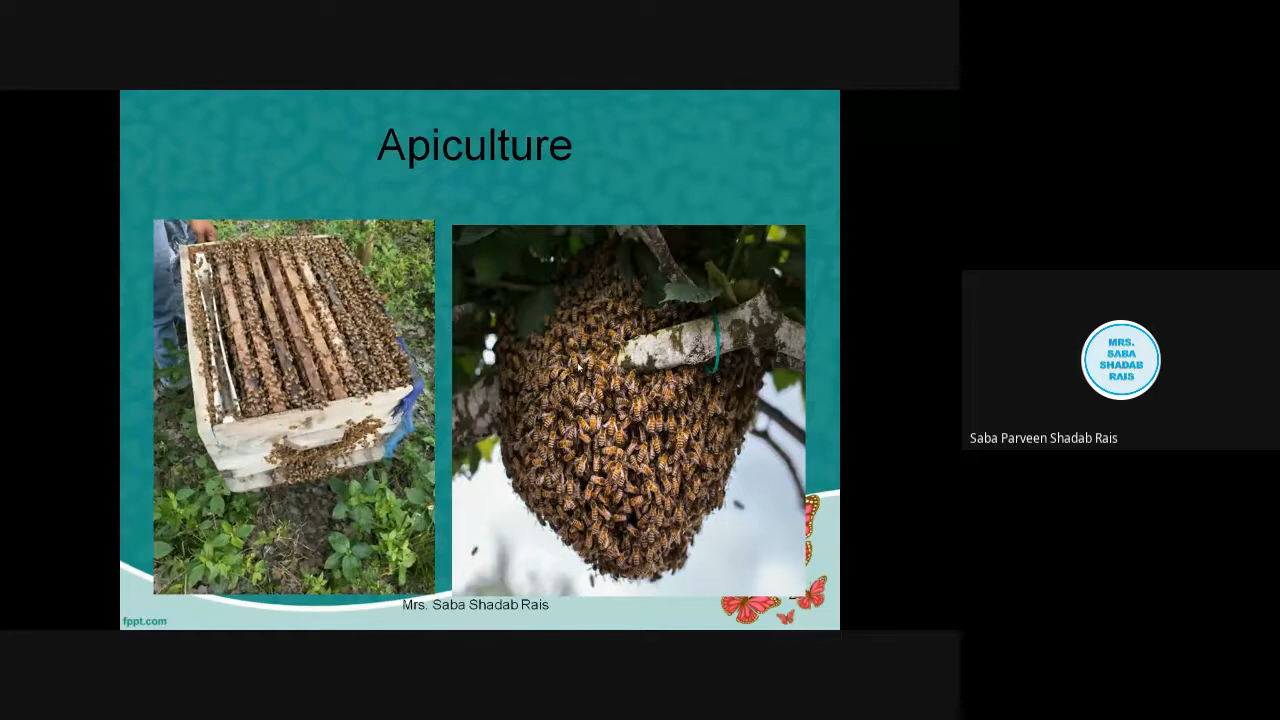 Apiculture
Mrs. Saba Shadab Rais
fppt.com
MRS.
SABA
SHADAB
RAIS
Saba Parveen Shadab Rais